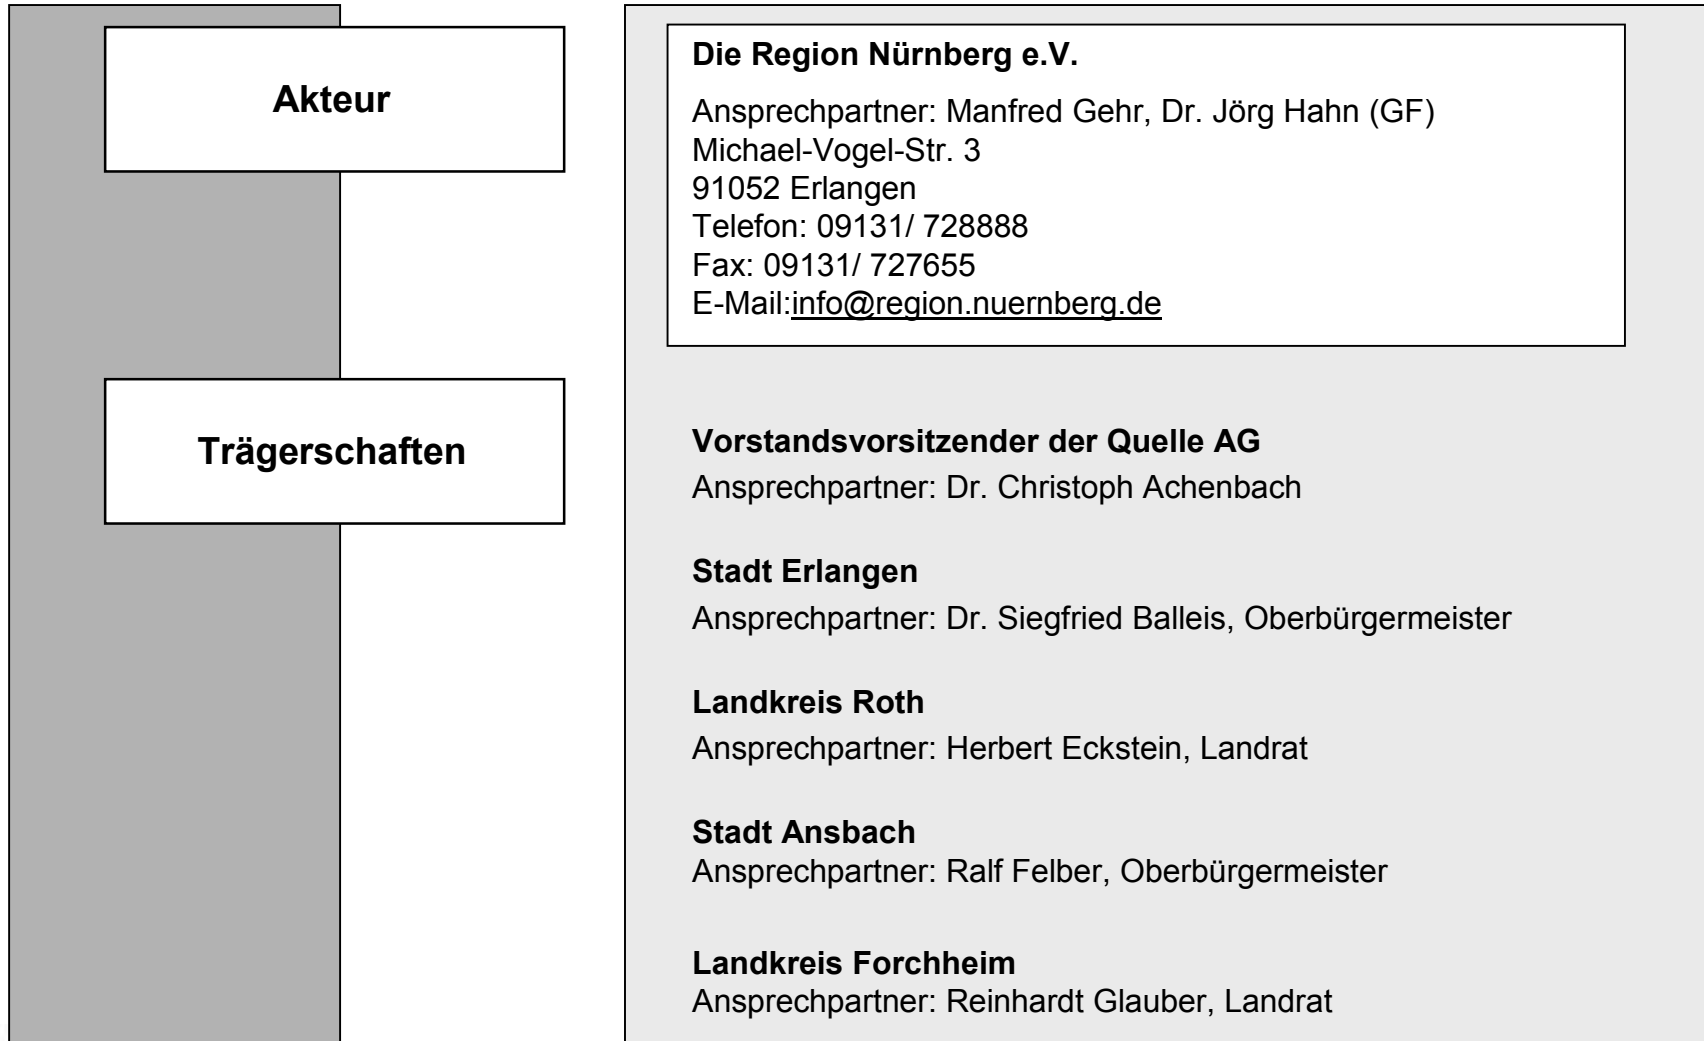 Akteur
Die Region Nürnberg e.V.
Ansprechpartner: Manfred Gehr, Dr. Jörg Hahn (GF)
Michael-Vogel-Str. 3
91052 Erlangen
Telefon: 09131/ 728888
Fax: 09131/ 727655
E-Mail:info@region.nuernberg.de
Trägerschaften
Vorstandsvorsitzender der Quelle AG
Ansprechpartner: Dr. Christoph Achenbach
Stadt Erlangen
Ansprechpartner: Dr. Siegfried Balleis, Oberbürgermeister
Landkreis Roth
Ansprechpartner: Herbert Eckstein, Landrat
Stadt Ansbach
Ansprechpartner: Ralf Felber, Oberbürgermeister
Landkreis Forchheim
Ansprechpartner: Reinhardt Glauber, Landrat